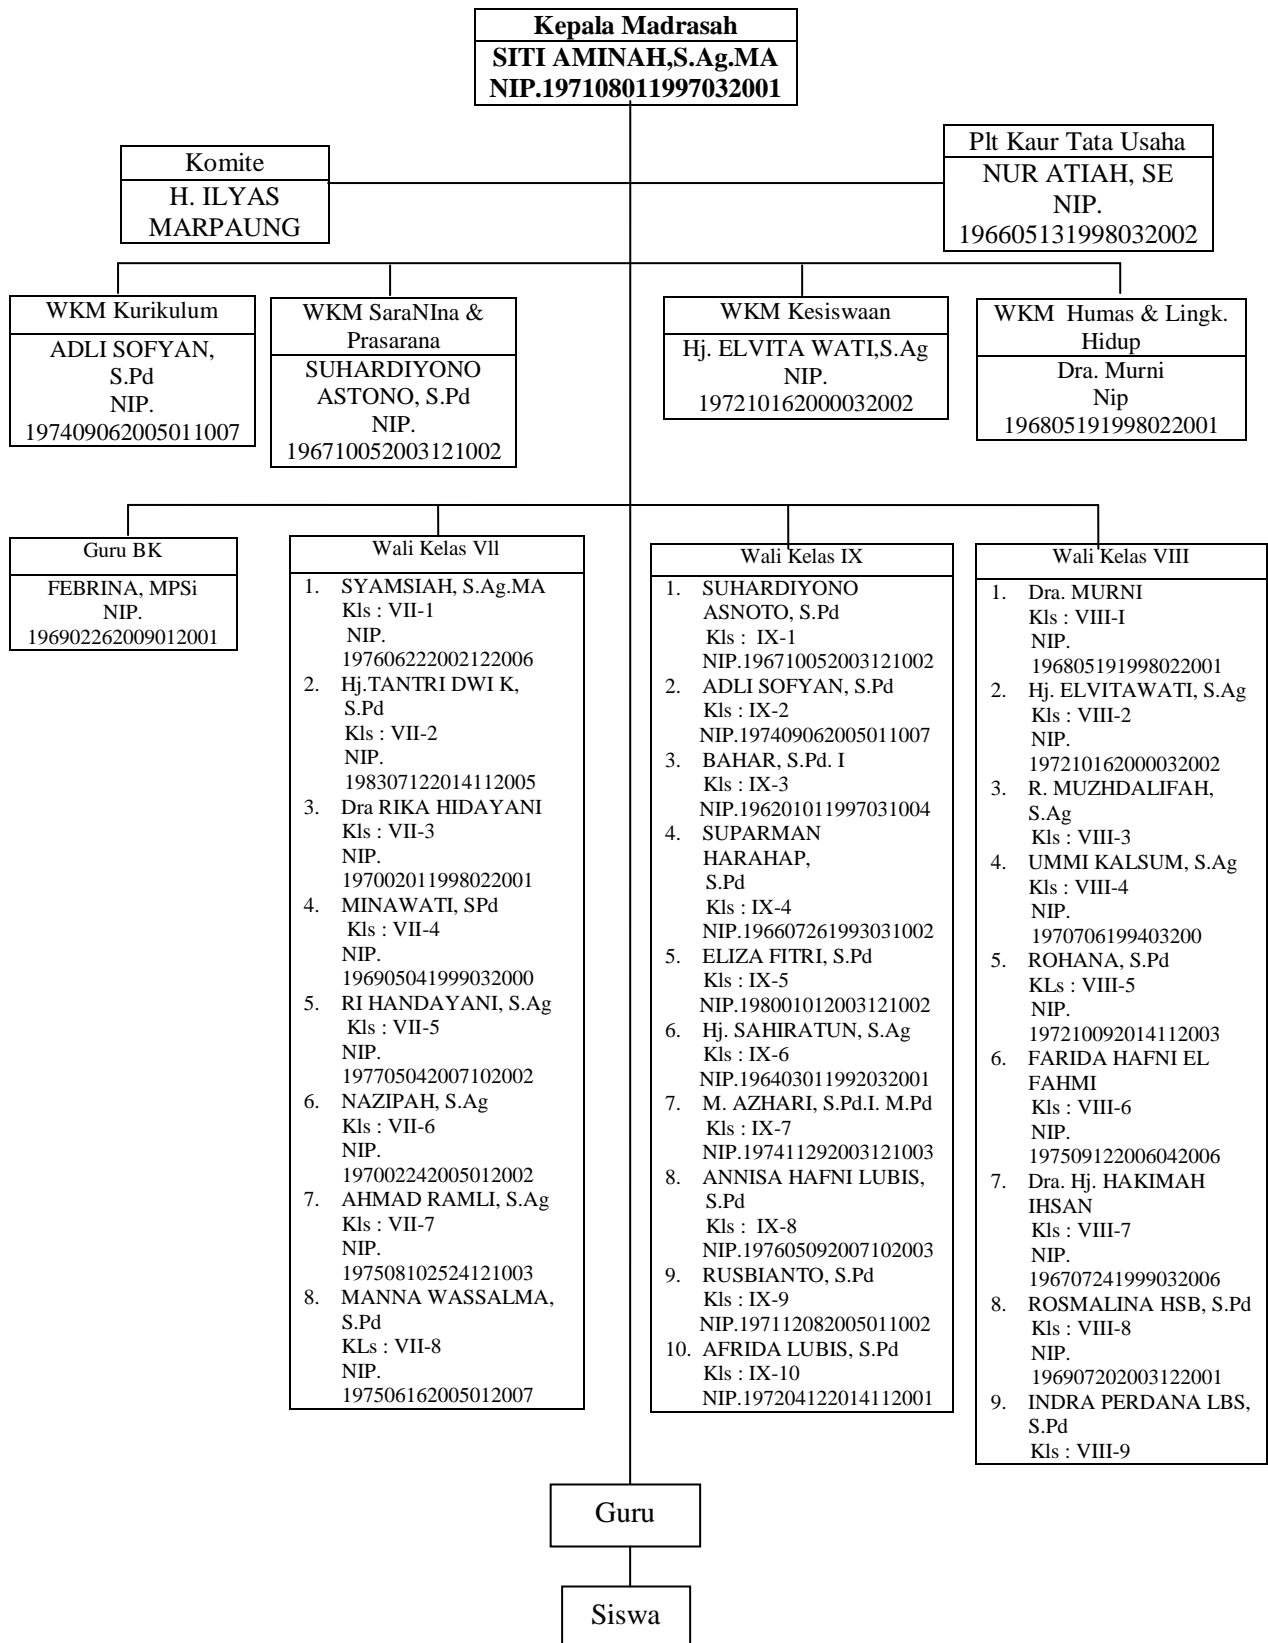 Kepala Madrasah
SITI AMINAH,S.Ag.MA
NIP.197108011997032001
Komite
H. ILYAS
MARPAUNG
Plt Kaur Tata Usaha
NUR ATIAH, SE
NIP.
196605131998032002
WKM Kurikulum
ADLI SOFYAN,
S.Pd
NIP.
197409062005011007
WKM SaraNIna &
Prasarana
SUHARDIYONO
ASTONO, S.Pd
NIP.
196710052003121002
WKM Kesiswaan
Hj. ELVITA WATI,S.Ag
NIP.
197210162000032002
WKM Humas & Lingk.
Hidup
Dra. Murni
Nip
196805191998022001
Guru BK
FEBRINA, MPSi
NIP.
196902262009012001
Wali Kelas Vll
1. SYAMSIAH, S.Ag.MA
Kls : VII-1
NIP.
197606222002122006
2. Hj.TANTRI DWI K,
S.Pd
Kls : VII-2
NIP.
198307122014112005
3. Dra RIKA HIDAYANI
Kls : VII-3
NIP.
197002011998022001
4. MINAWATI, SPd
Kls : VII-4
NIP.
196905041999032000
5. RI HANDAYANI, S.Ag
Kls : VII-5
NIP.
197705042007102002
6. NAZIPAH, S.Ag
Kls : VII-6
NIP.
197002242005012002
7. AHMAD RAMLI, S.Ag
Kls : VII-7
NIP.
197508102524121003
8. MANNA WASSALMA,
S.Pd
KLs : VII-8
NIP.
197506162005012007
Wali Kelas IX
1. SUHARDIYONO
ASNOTO, S.Pd
Kls : IX-1
NIP.196710052003121002
2. ADLI SOFYAN, S.Pd
Kls : IX-2
NIP.197409062005011007
3. BAHAR, S.Pd. I
Kls : IX-3
NIP.196201011997031004
4. SUPARMAN
HARAHAP,
S.Pd
Kls : IX-4
NIP.196607261993031002
5. ELIZA FITRI, S.Pd
Kls : IX-5
NIP.198001012003121002
6. Hj. SAHIRATUN, S.Ag
Kls : IX-6
NIP.196403011992032001
7. M. AZHARI, S.Pd.I. M.Pd
Kls : IX-7
NIP.197411292003121003
8. ANNISA HAFNI LUBIS,
S.Pd
Kls : IX-8
NIP.197605092007102003
9. RUSBIANTO, S.Pd
Kls : IX-9
NIP.197112082005011002
10. AFRIDA LUBIS, S.Pd
Kls : IX-10
NIP.197204122014112001
Wali Kelas VIII
1. Dra. MURNI
Kls : VIII-I
NIP.
196805191998022001
2. Hj. ELVITAWATI, S.Ag
Kls : VIII-2
NIP.
197210162000032002
3. R. MUZHDALIFAH,
S.Ag
Kls : VIII-3
4. UMMI KALSUM, S.Ag
Kls : VIII-4
NIP.
1970706199403200
5. ROHANA, S.Pd
KLs : VIII-5
NIP.
197210092014112003
6. FARIDA HAFNI EL
FAHMI
Kls : VIII-6
NIP.
197509122006042006
7. Dra. Hj. HAKIMAH
IHSAN
Kls : VIII-7
NIP.
196707241999032006
8. ROSMALINA HSB, S.Pd
Kls : VIII-8
NIP.
196907202003122001
9. INDRA PERDANA LBS,
S.Pd
Kls : VIII-9
Guru
Siswa